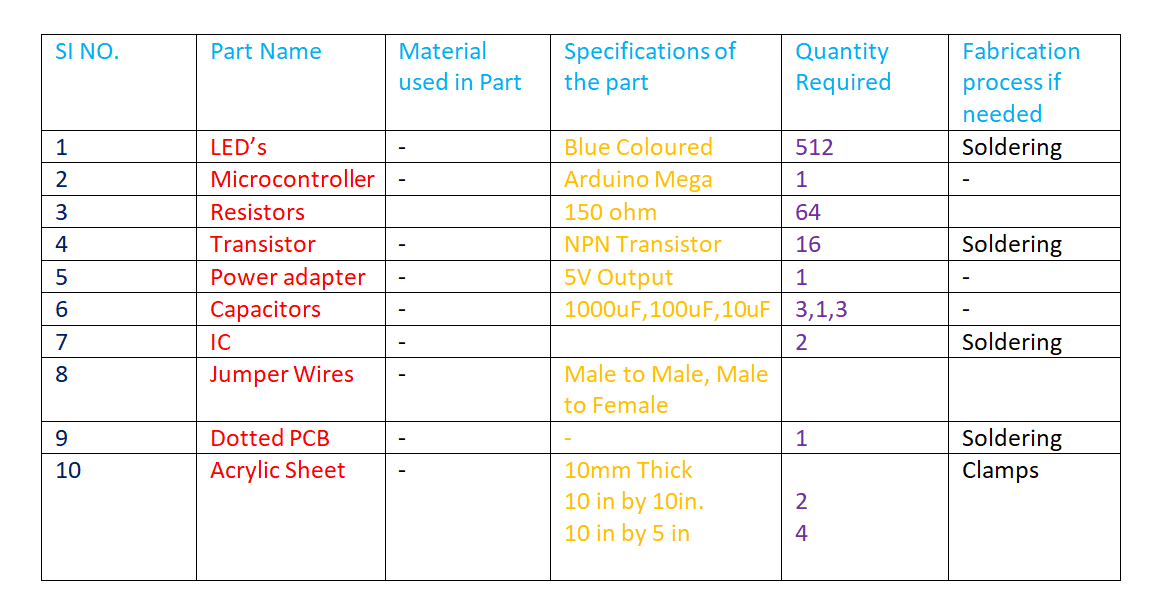 SI NO. Part Name Material Specifications of Quantity Fabrication
used in Part the part Required process if
needed
1 LED’s - Blue Coloured 512 Soldering
2 Microcontroller - Arduino Mega 1 -
3 Resistors 150 ohm 64
4 Transistor - NPN Transistor 16 Soldering
5 Power adapter - 5V Output 1 -
6 Capacitors - 1000uF,100uF,10uF 3,1,3 -
7 IC - 2 Soldering
8 Jumper Wires - Male to Male, Male
to Female
9 Dotted PCB - - 1 Soldering
10 Acrylic Sheet - 10mm Thick Clamps
10 in by 10in. 2
10 in by 5 in 4